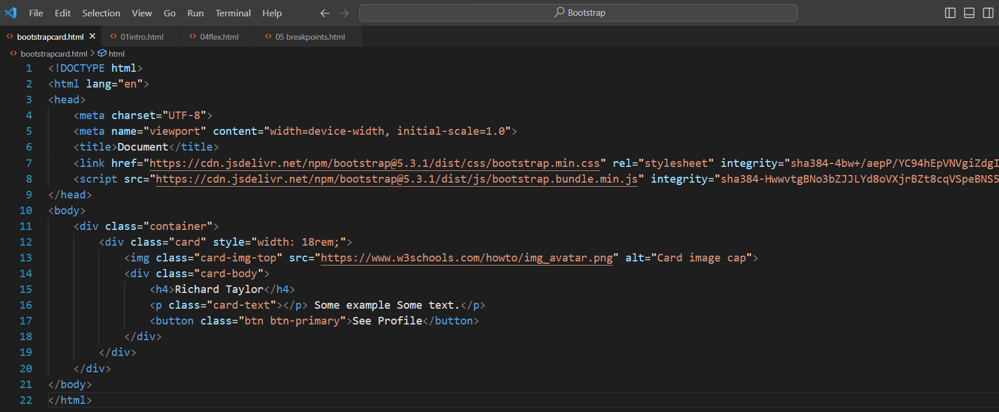 File Edit Selection View Go Run Terminal Help Bootstrap
bootstrapcard.html 01intro.html 04flex.html 05 breakpoints.html
bootstrapcard.html > html
1 <!DOCTYPE html>
2 <html lang="en">
3 <head>
4 <meta charset="UTF-8">
5 <meta name="viewport" content="width=device-width, initial-scale=1.0">
6 <title>Document</title>
7 <link href="https://cdn.jsdelivr.net/npm/bootstrap@5.3.1/dist/css/bootstrap.min.css" rel="stylesheet" integrity="sha384-4bw+/aepP/YC94hEpVNVgiZdgI
8 <script src="https://cdn.jsdelivr.net/npm/bootstrap@5.3.1/dist/js/bootstrap.bundle.min.js" integrity="sha384-HwwvtgBNo3bZJJLYd8oVXjrBZt8cqVSpeBNS5
9 </head>
10 <body>
11 <div class="container">
12 <div class="card" style="width: 18rem;">
13 <img class="card-img-top" src="https://www.w3schools.com/howto/img_avatar.png" alt="Card image cap">
14 <div class="card-body">
15 <h4>Richard Taylor</h4>
16 <p class="card-text"></p> Some example Some text.</p>
17 <button class="btn btn-primary">See Profile</button>
18 </div>
19 </div>
20 </div>
21 </body>
22 </html>